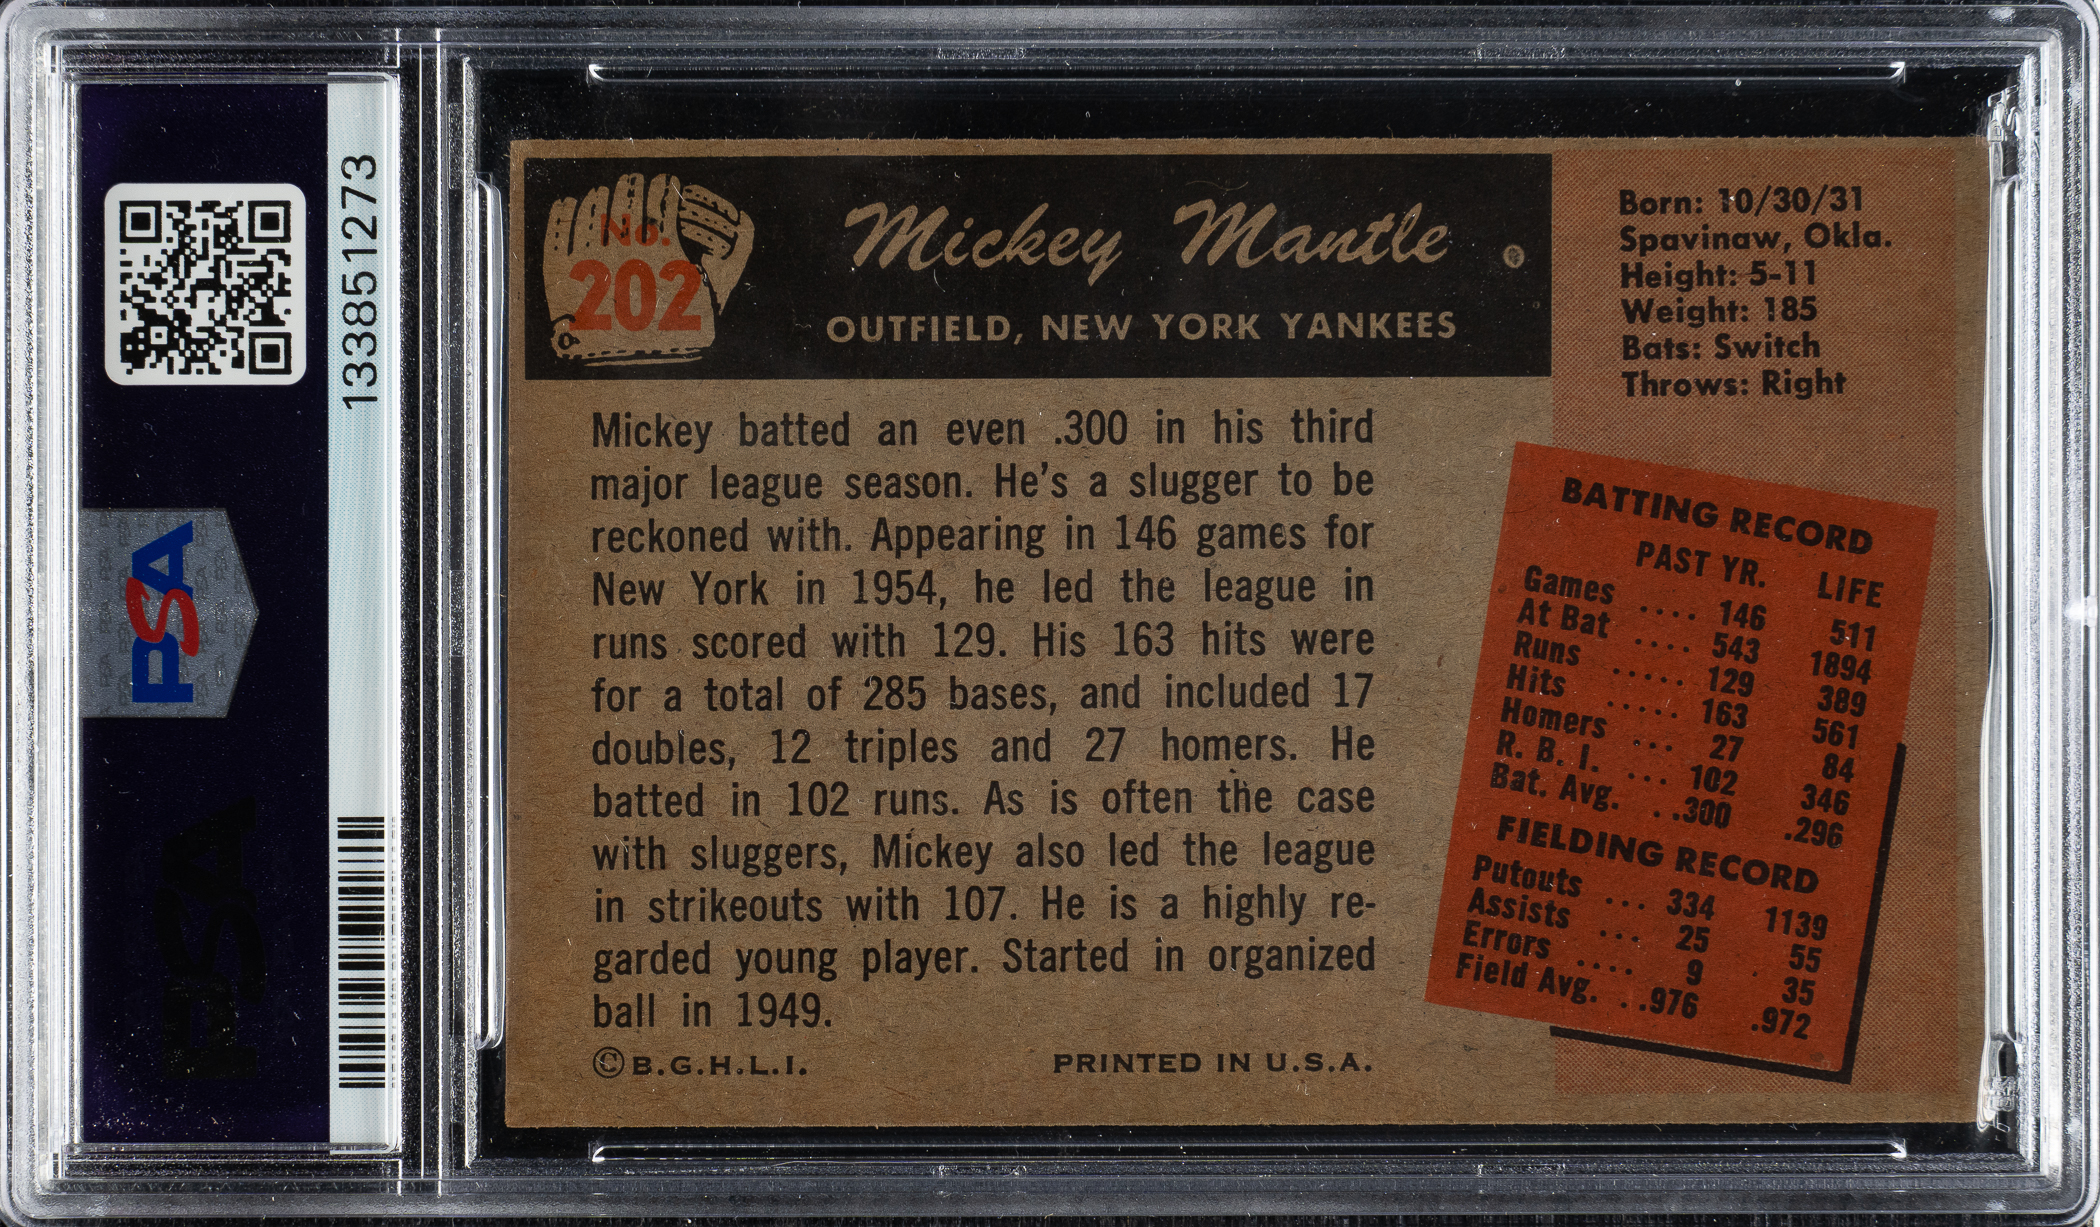 133851273
PSA
PSA
No.
202
Mickey Mantle
OUTFIELD, NEW YORK YANKEES
Mickey batted an even .300 in his third
major league season. He's a slugger to be
reckoned with. Appearing in 146 games for
New York in 1954, he led the league in
runs scored with 129. His 163 hits were
for a total of 285 bases, and included 17
doubles, 12 triples and 27 homers. He
batted in 102 runs. As is often the case
with sluggers, Mickey also led the league
in strikeouts with 107. He is a highly re-
garded young player. Started in organized
ball in 1949.
© B.G.H.L.I. PRINTED IN U.S.A.
Born: 10/30/31
Spavinaw, Okla.
Height: 5-11
Weight: 185
Bats: Switch
Throws: Right
BATTING RECORD
PAST YR. LIFE
Games .... 146 511
At Bat .... 543 1894
Runs ..... 129 389
Hits ..... 163 561
Homers ... 27 84
R. B. I. ... 102 346
Bat. Avg. ..300 .296
FIELDING RECORD
Putouts ... 334 1139
Assists ... 25 55
Errors .... 9 35
Field Avg. ..976 .972